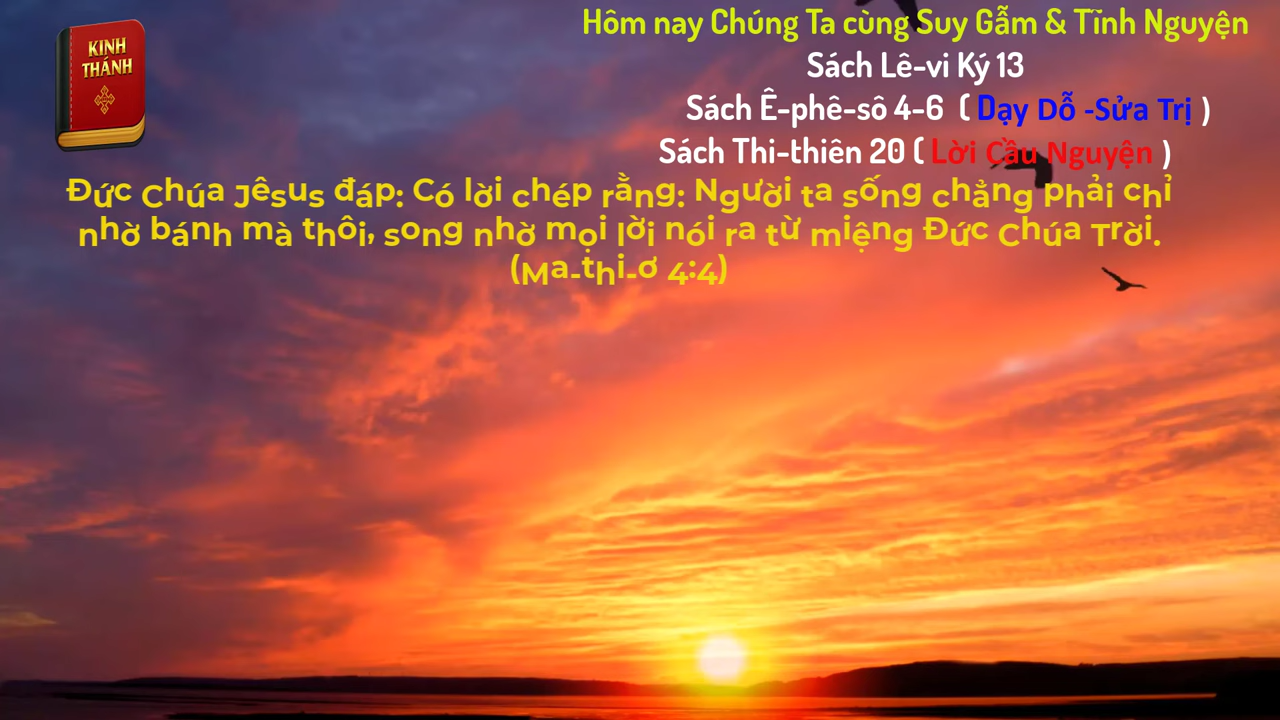 KINH
THÁNH
Hôm nay Chúng Ta cùng Suy Gẫm & Tĩnh Nguyện
Sách Lê-vi Ký 13
Sách Ê-phê-sô 4-6 ( Dạy Dỗ -Sửa Trị )
Sách Thi-thiên 20 ( Lời Cầu Nguyện )
Đức Chúa Jêsus đáp: Có lời chép rằng: Người ta sống chẳng phải chỉ
nhờ bánh mà thôi, song nhờ mọi lời nói ra từ miệng Đức Chúa Trời.
(Ma-thi-ơ 4:4)